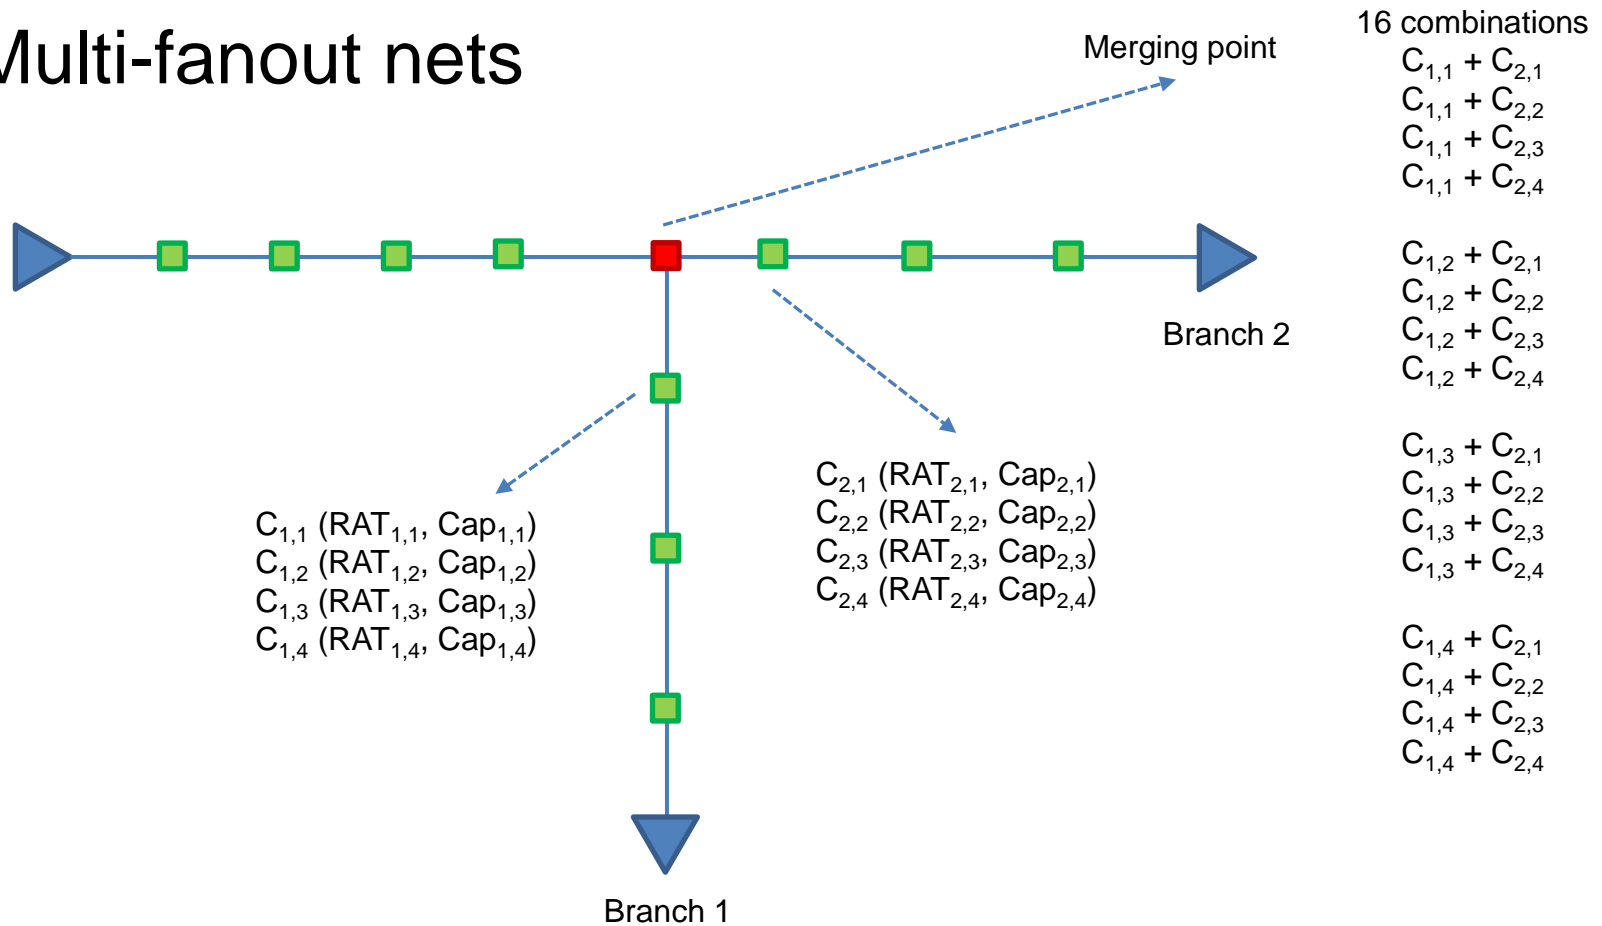 Multi-fanout nets
Merging point
16 combinations
C1,1 + C2,1
C1,1 + C2,2
C1,1 + C2,3
C1,1 + C2,4
C1,2 + C2,1
C1,2 + C2,2
C1,2 + C2,3
C1,2 + C2,4
C1,3 + C2,1
C1,3 + C2,2
C1,3 + C2,3
C1,3 + C2,4
C1,4 + C2,1
C1,4 + C2,2
C1,4 + C2,3
C1,4 + C2,4
Branch 2
C2,1 (RAT2,1, Cap2,1)
C2,2 (RAT2,2, Cap2,2)
C2,3 (RAT2,3, Cap2,3)
C2,4 (RAT2,4, Cap2,4)
C1,1 (RAT1,1, Cap1,1)
C1,2 (RAT1,2, Cap1,2)
C1,3 (RAT1,3, Cap1,3)
C1,4 (RAT1,4, Cap1,4)
Branch 1